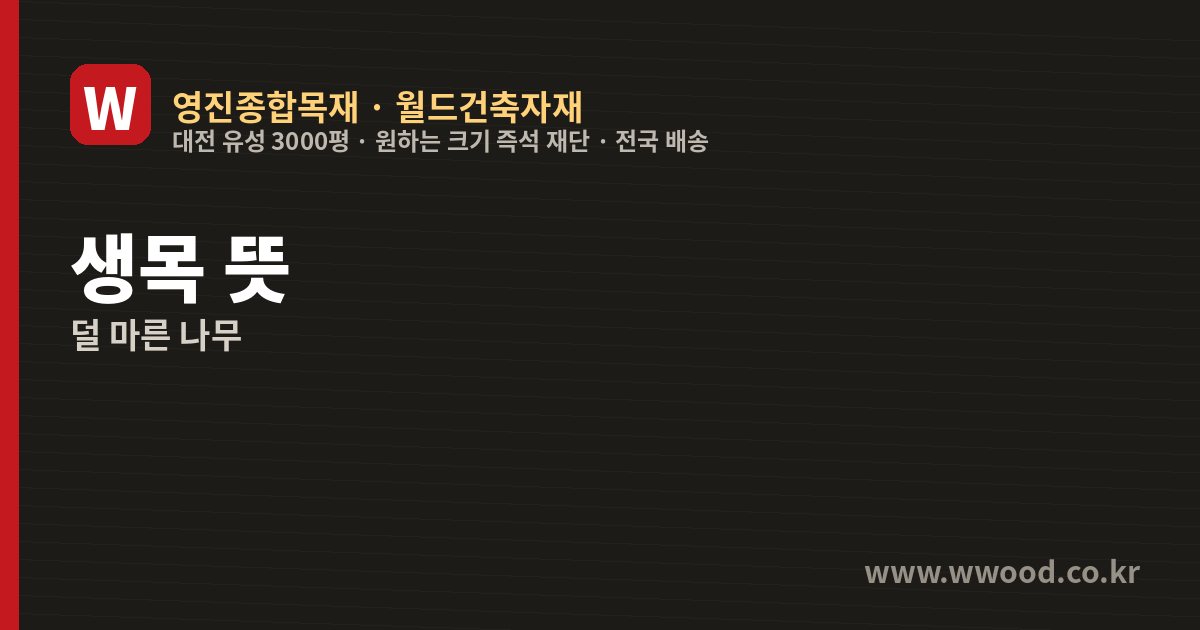 W
영진종합목재 · 월드건축자재
대전 유성 3000평 · 원하는 크기 즉석 재단 · 전국 배송
생목 뜻
덜 마른 나무
www.wwood.co.kr